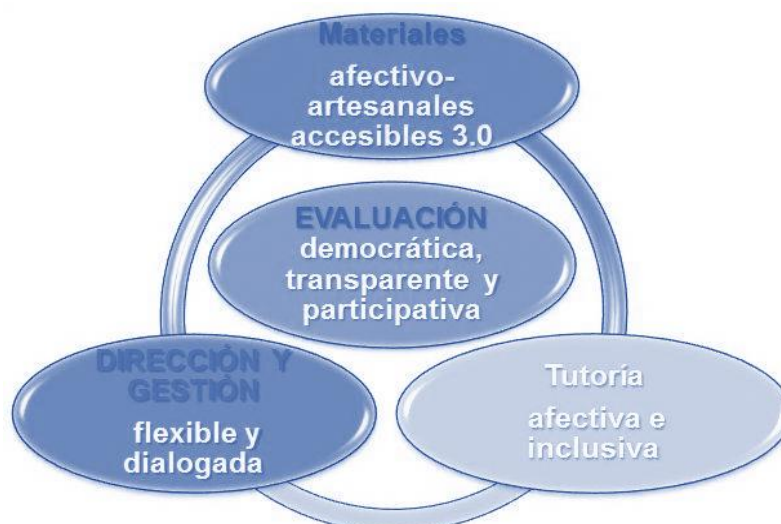 Materiales
afectivo-
artesanales
accesibles 3.0
EVALUACIÓN
democrática,
transparente y
participativa
DIRECCIÓN Y
GESTIÓN
flexible y
dialogada
Tutoría
afectiva e
inclusiva